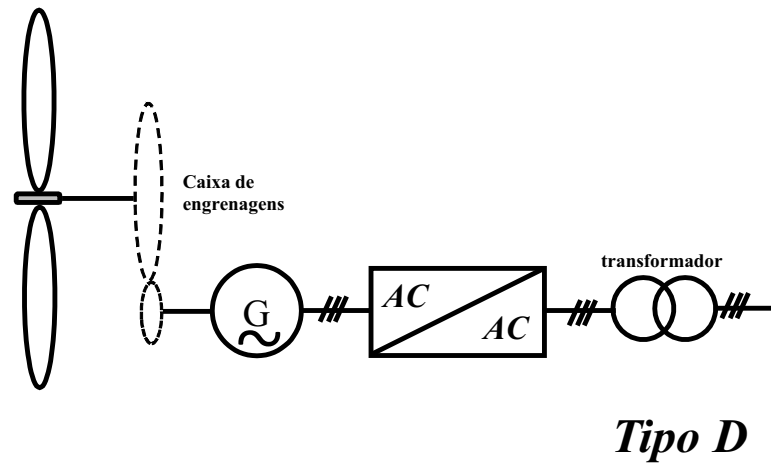 Caixa de
engrenagens
transformador
G
AC
AC
Tipo D